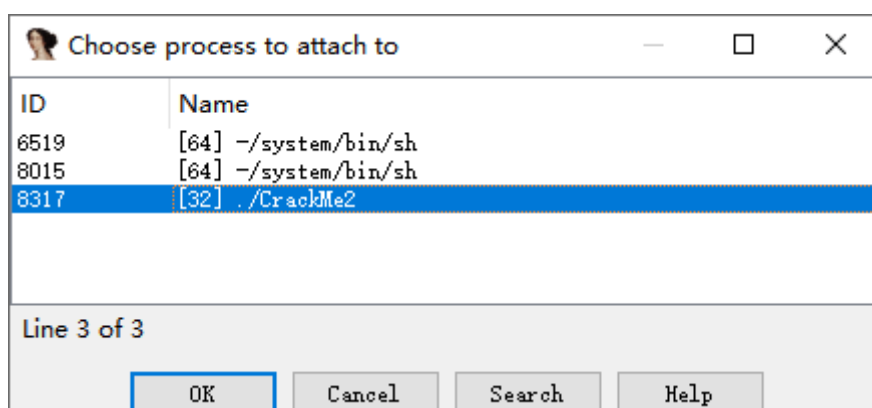 Choose process to attach to
ID Name
6519 [64] -/system/bin/sh
8015 [64] -/system/bin/sh
8317 [32] ./CrackMe2
Line 3 of 3
OK Cancel Search Help